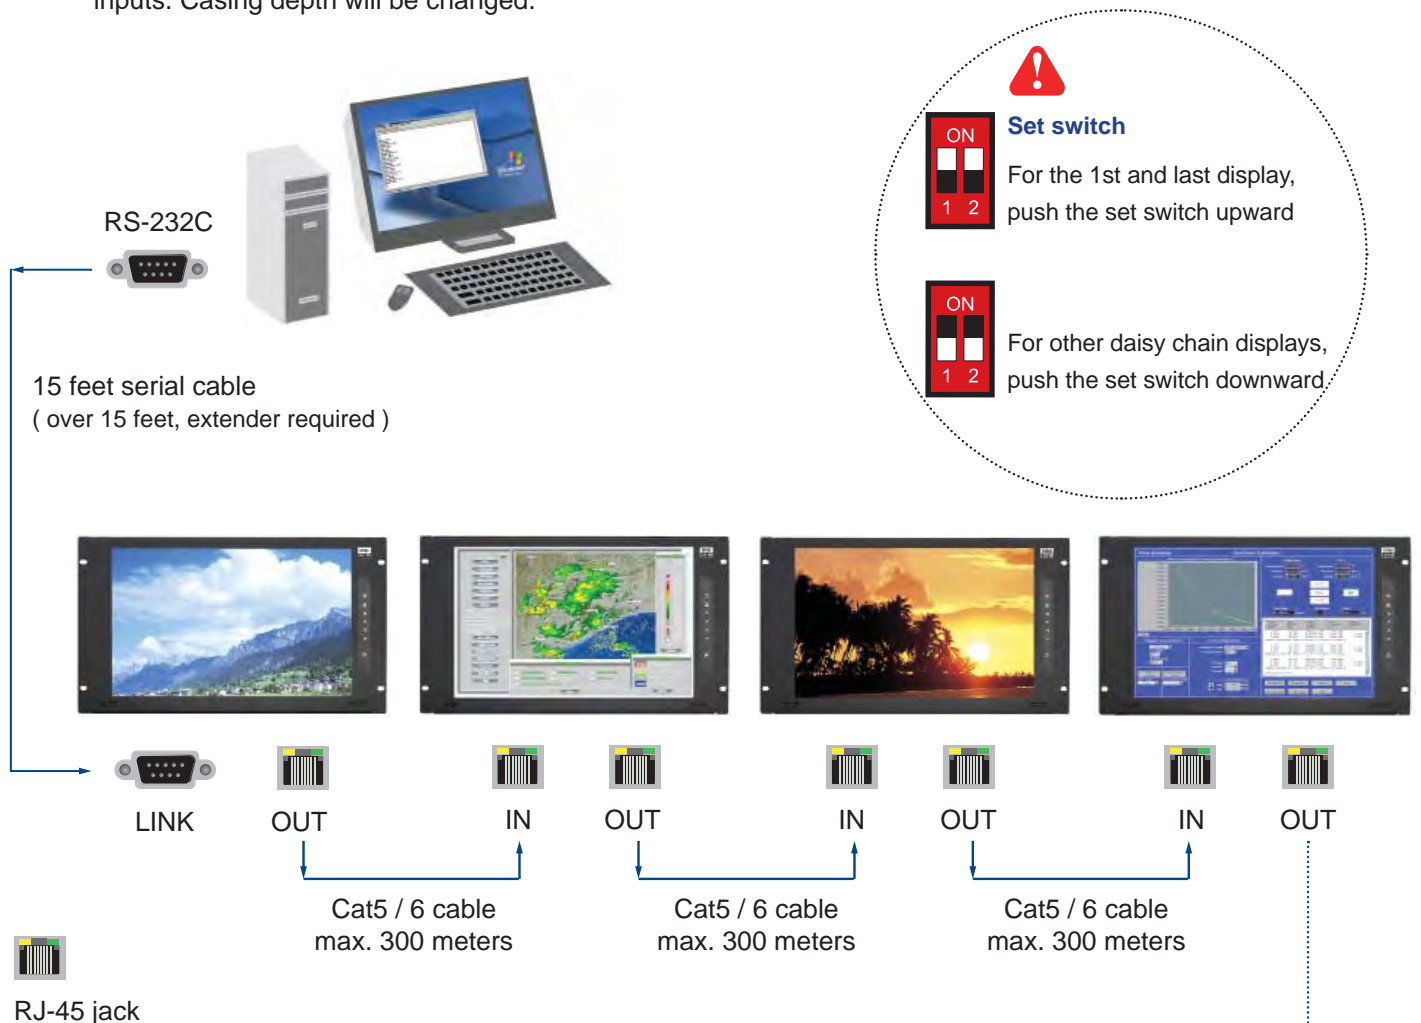 inputs. Casing depth will be changed.
Set switch
ON
1 2
For the 1st and last display,
push the set switch upward
RS-232C
ON
1 2
For other daisy chain displays,
push the set switch downward.
15 feet serial cable
( over 15 feet, extender required )
LINK
OUT
IN
OUT
IN
OUT
IN
OUT
Cat5 / 6 cable
max. 300 meters
Cat5 / 6 cable
max. 300 meters
Cat5 / 6 cable
max. 300 meters
RJ-45 jack